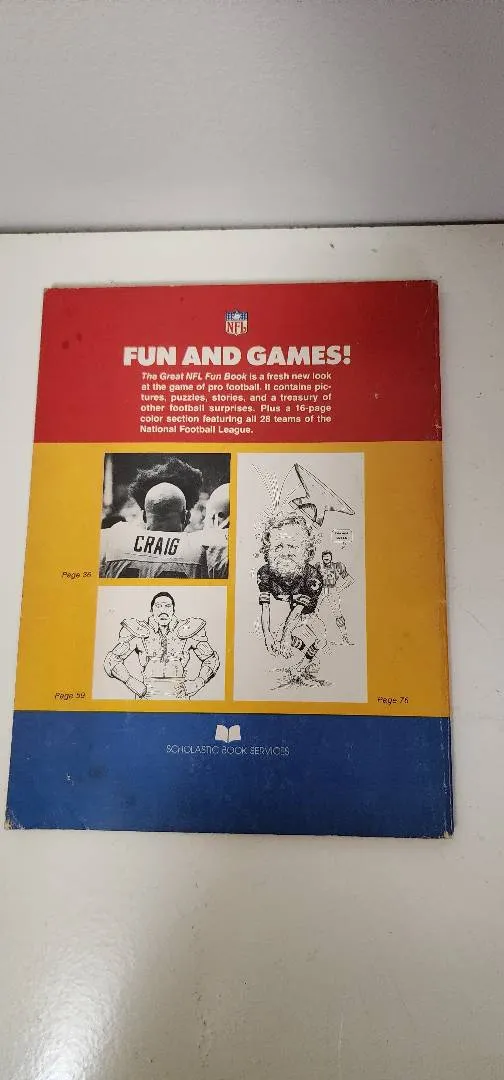 NFL
FUN AND GAMES!
The Great NFL Fun Book is a fresh new look
at the game of pro football. It contains pic-
tures, puzzles, stories, and a treasury of
other football surprises. Plus a 16-page
color section featuring all 28 teams of the
National Football League.
CRAIG
Page 36
Page 59
Page 76
SCHOLASTIC BOOK SERVICES